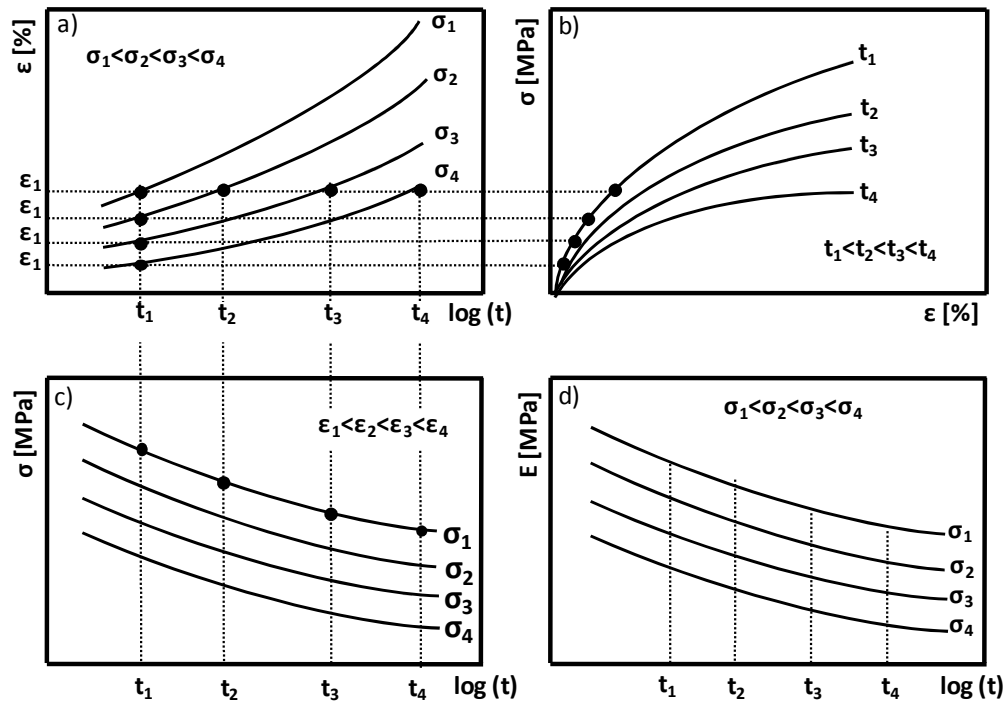 a)
ε [%]
σ₁<σ₂<σ₃<σ₄
σ₁
σ₂
σ₃
σ₄
ε₁
ε₁
ε₁
ε₁
t₁ t₂ t₃ t₄ log (t)
b)
σ [MPa]
t₁
t₂
t₃
t₄
t₁<t₂<t₃<t₄
ε [%]
c)
σ [MPa]
ε₁<ε₂<ε₃<ε₄
σ₁
σ₂
σ₃
σ₄
t₁ t₂ t₃ t₄ log (t)
d)
E [MPa]
σ₁<σ₂<σ₃<σ₄
σ₁
σ₂
σ₃
σ₄
t₁ t₂ t₃ t₄ log (t)